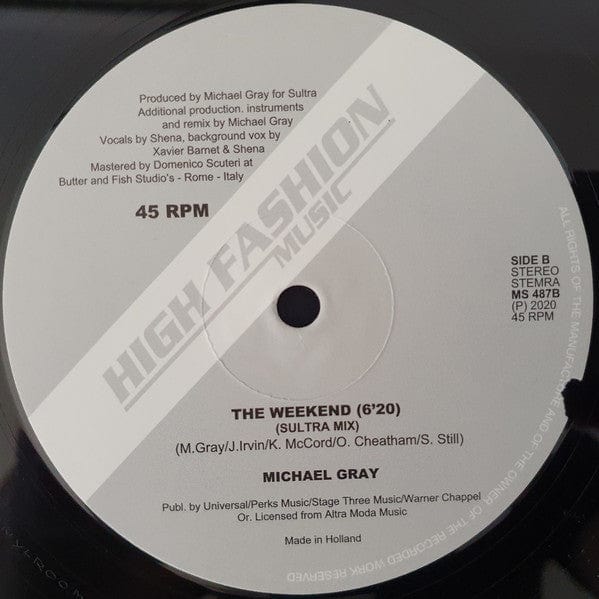 Produced by Michael Gray for Sultra
Additional production. instruments
and remix by Michael Gray
Vocals by Shena, background vox by
Xavier Barnet & Shena
Mastered by Domenico Scuteri at
Butter and Fish Studio's - Rome - Italy
45 RPM
HIGH FASHION
MUSIC
SIDE B
STEREO
STEMRA
MS 487B
(P) 2020
45 RPM
THE WEEKEND (6'20)
(SULTRA MIX)
(M.Gray/J.Irvin/K. McCord/O. Cheatham/S. Still)
MICHAEL GRAY
Publ. by Universal/Perks Music/Stage Three Music/Warner Chappel
Or. Licensed from Altra Moda Music
Made in Holland
ALL RIGHTS OF THE MANUFACTURE AND OF THE OWNER OF THE RECORDED WORK RESERVED